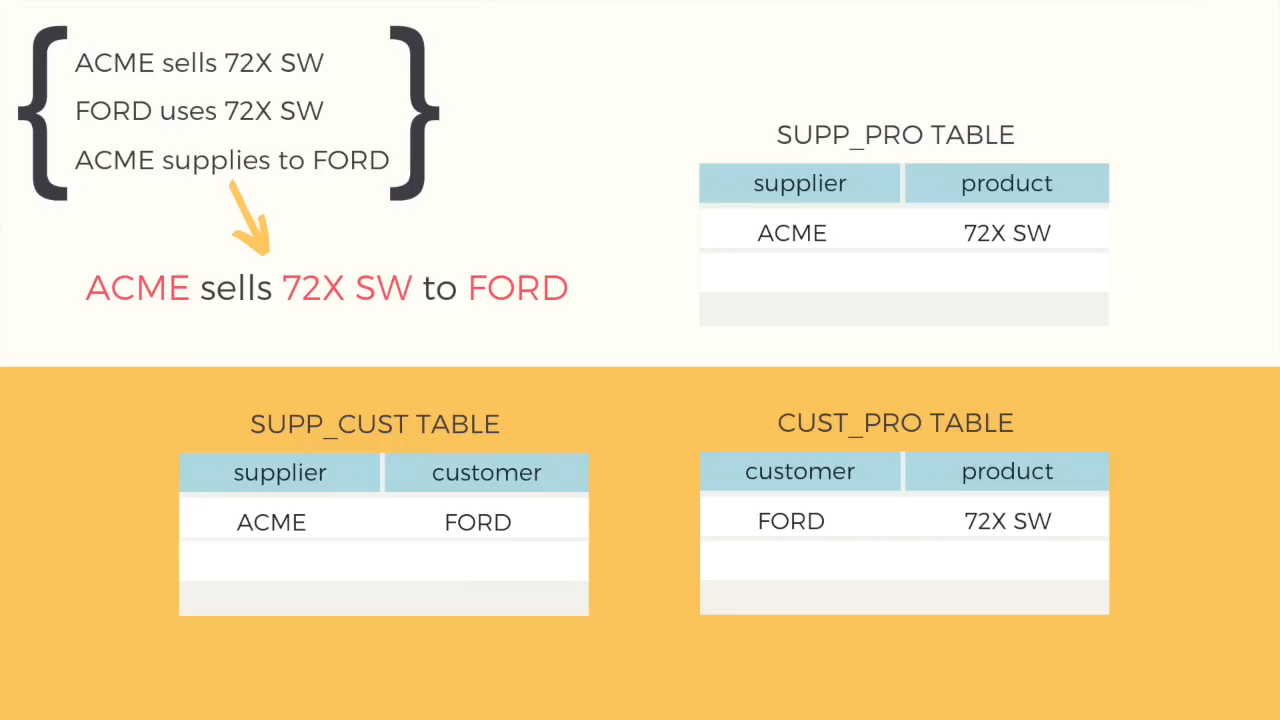 ACME sells 72X SW
FORD uses 72X SW
ACME supplies to FORD
ACME sells 72X SW to FORD
SUPP_PRO TABLE
supplier product
ACME 72X SW
SUPP_CUST TABLE
supplier customer
ACME FORD
CUST_PRO TABLE
customer product
FORD 72X SW